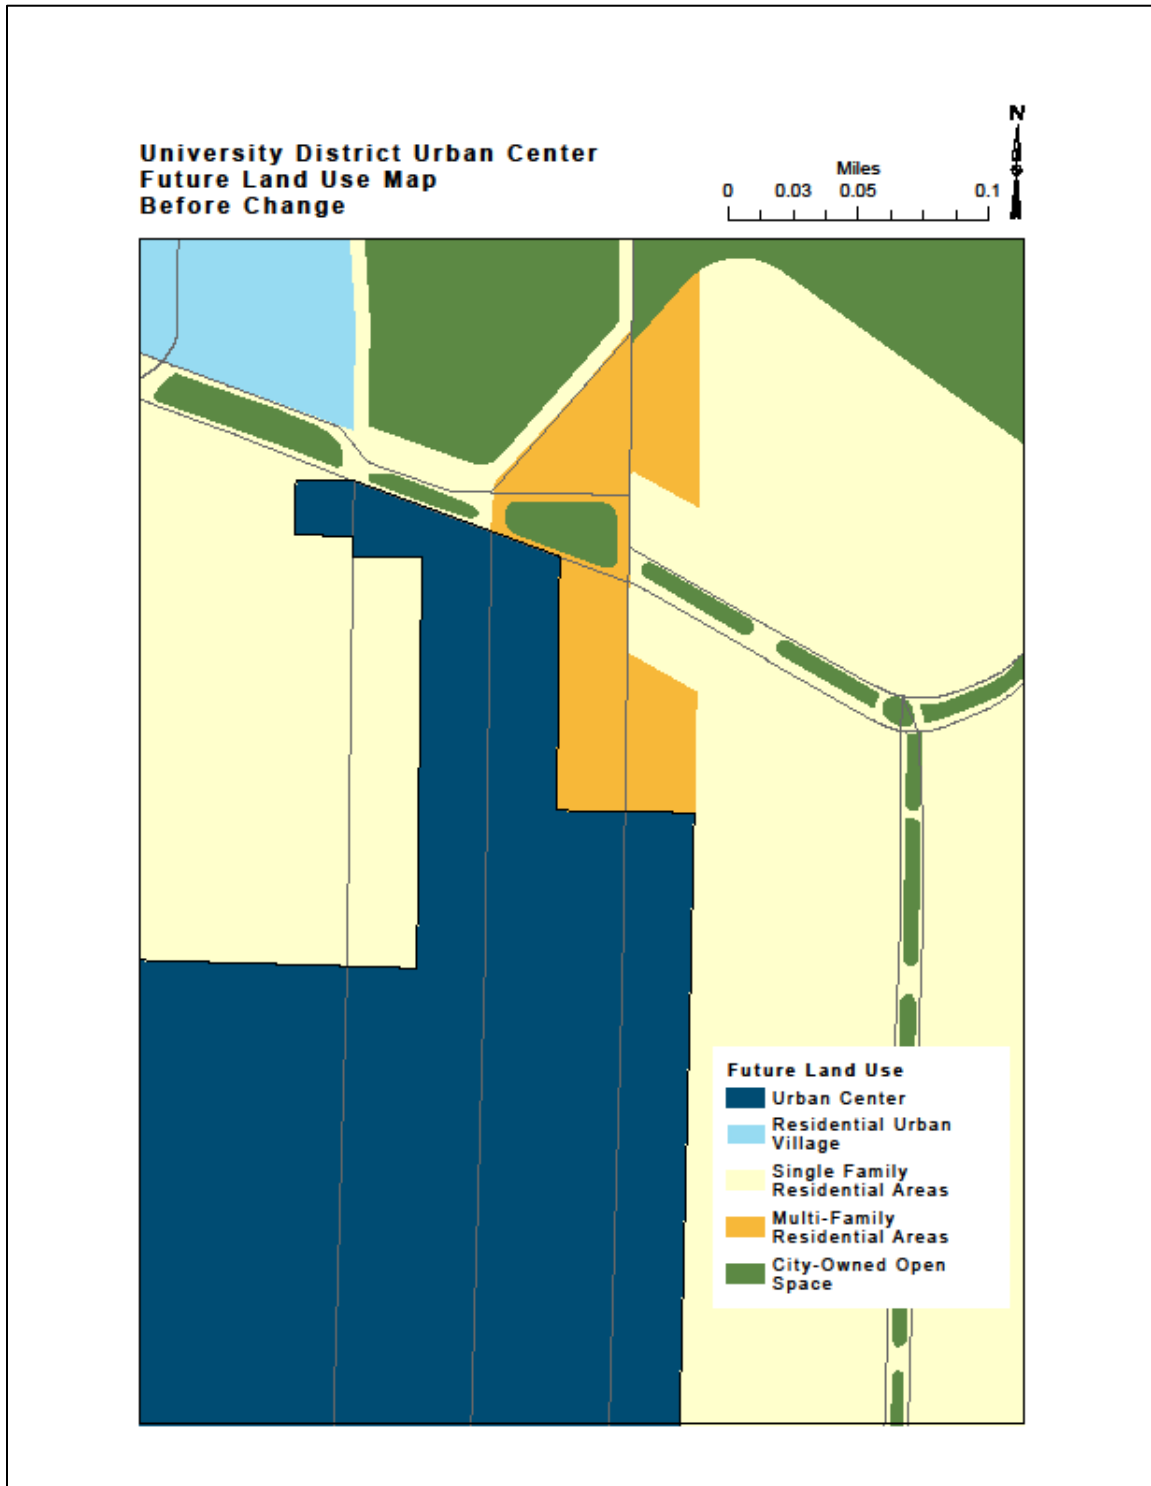 University District Urban Center
Future Land Use Map
Before Change
N
Miles
0 0.03 0.05 0.1
Future Land Use
Urban Center
Residential Urban
Village
Single Family
Residential Areas
Multi-Family
Residential Areas
City-Owned Open
Space